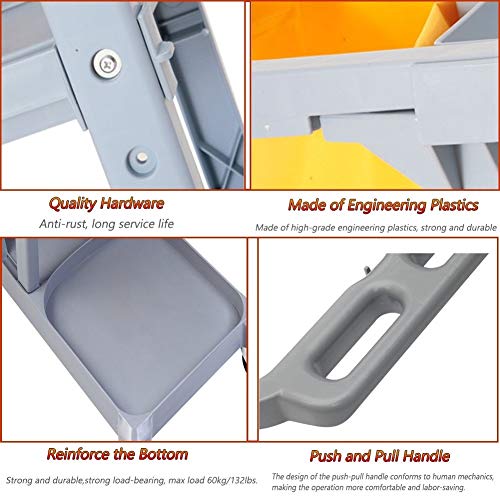 Quality Hardware
Anti-rust, long service life
Made of Engineering Plastics
Made of high-grade engineering plastics, strong and durable
Reinforce the Bottom
Strong and durable,strong load-bearing, max load 60kg/132lbs.
Push and Pull Handle
The design of the push-pull handle conforms to human mechanics,
making the operation more comfortable and labor-saving.